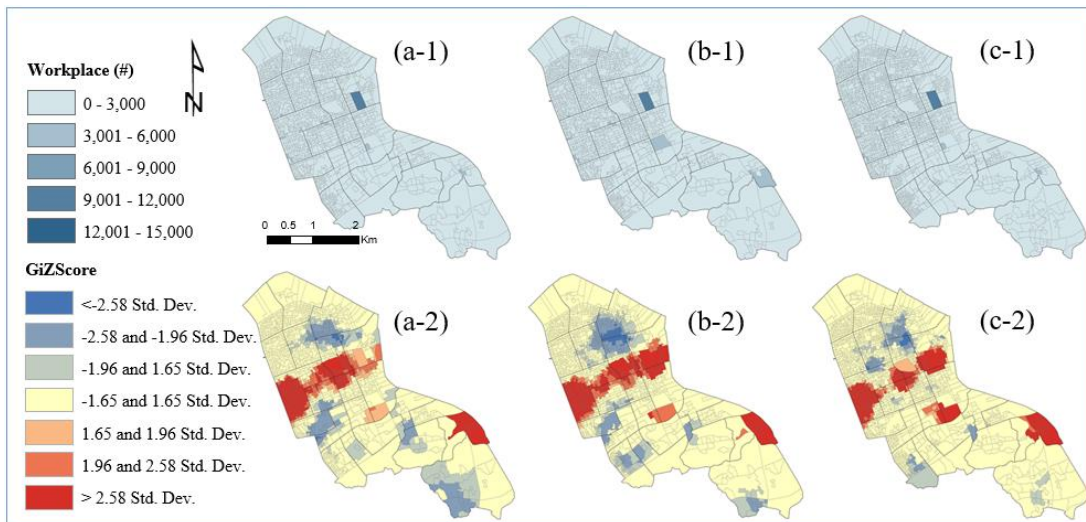 (a-1)
(b-1)
(c-1)
N
Workplace (#)
0 - 3,000
3,001 - 6,000
6,001 - 9,000
9,001 - 12,000
12,001 - 15,000
0 0.5 1 2
Km
GiZScore
<-2.58 Std. Dev.
-2.58 and -1.96 Std. Dev.
-1.96 and 1.65 Std. Dev.
-1.65 and 1.65 Std. Dev.
1.65 and 1.96 Std. Dev.
1.96 and 2.58 Std. Dev.
> 2.58 Std. Dev.
(a-2)
(b-2)
(c-2)